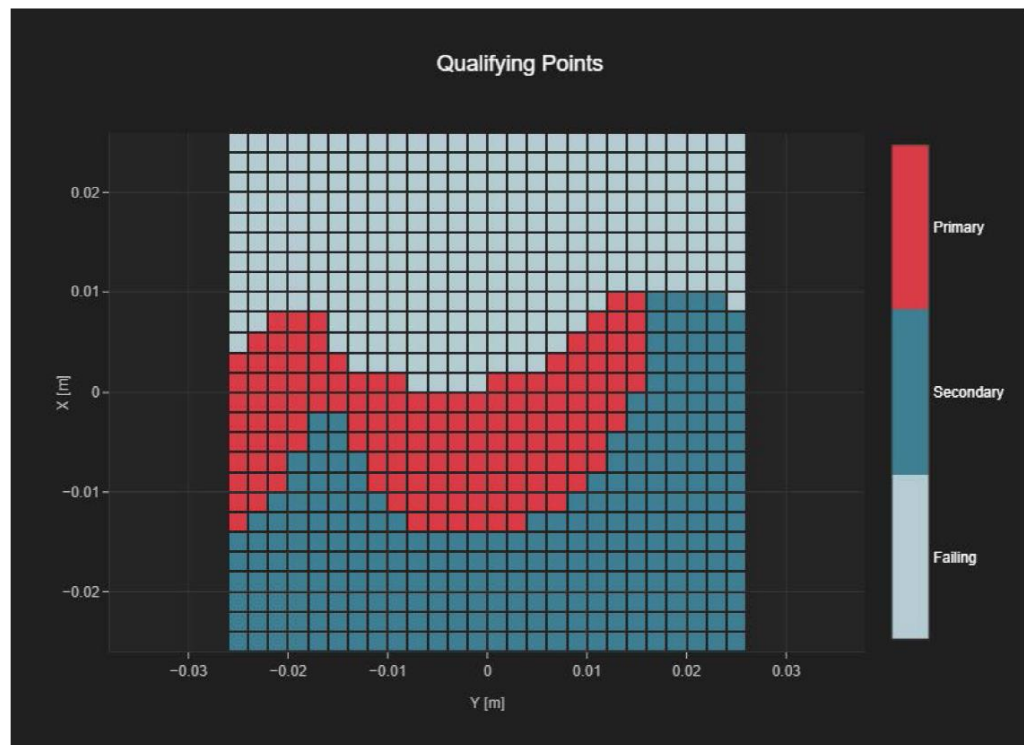 Qualifying Points
0.02
0.01
0
−0.01
−0.02
X [m]
−0.03
−0.02
−0.01
0
0.01
0.02
0.03
Y [m]
Primary
Secondary
Failing